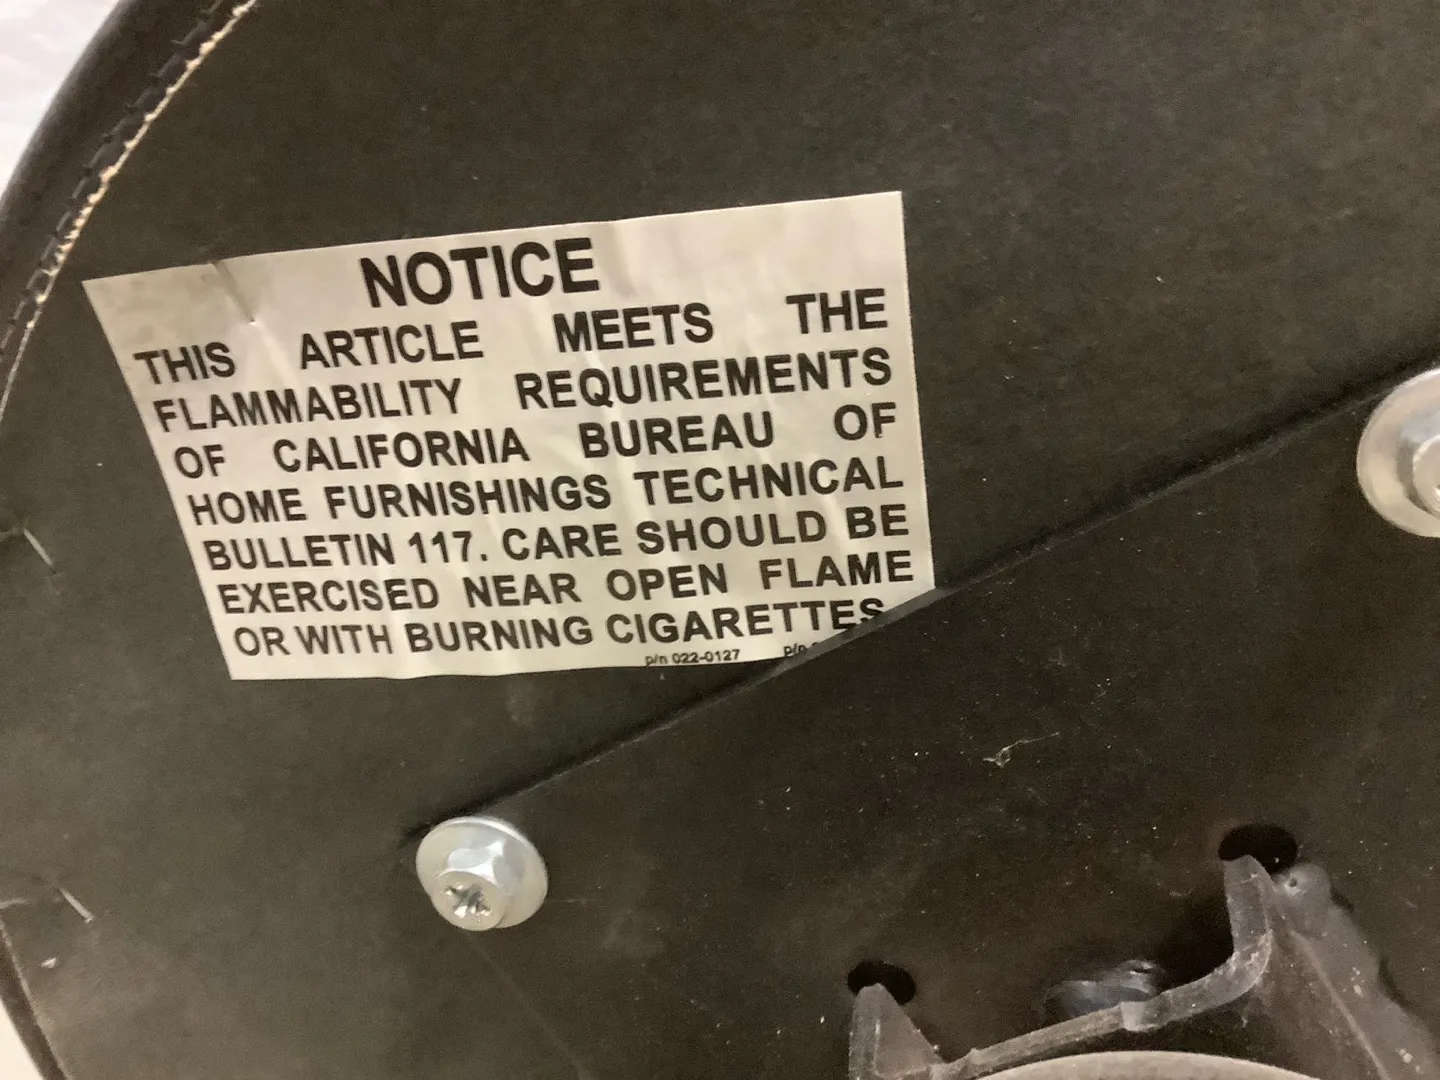 NOTICE
THIS ARTICLE MEETS THE
FLAMMABILITY REQUIREMENTS
OF CALIFORNIA BUREAU OF
HOME FURNISHINGS TECHNICAL
BULLETIN 117. CARE SHOULD BE
EXERCISED NEAR OPEN FLAME
OR WITH BURNING CIGARETTES
p/n 022-0127 p/n